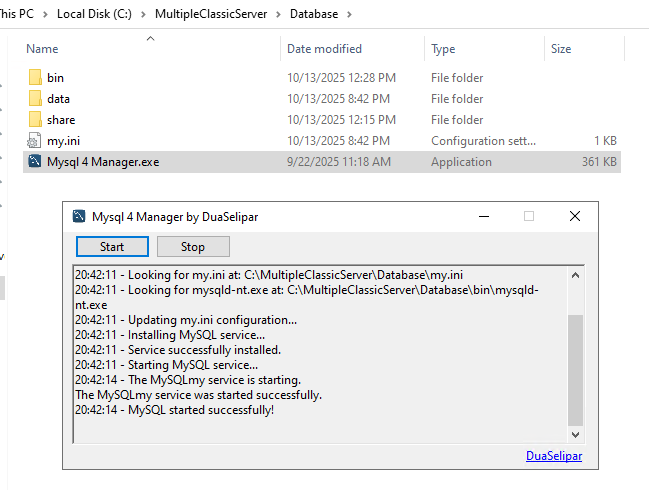 This PC > Local Disk (C:) > MultipleClassicServer > Database >
Name Date modified Type Size
bin 10/13/2025 12:28 PM File folder
data 10/13/2025 8:42 PM File folder
share 10/13/2025 12:15 PM File folder
my.ini 10/13/2025 8:42 PM Configuration sett... 1 KB
Mysql 4 Manager.exe 9/22/2025 11:18 AM Application 361 KB
Mysql 4 Manager by DuaSelipar
Start Stop
20:42:11 - Looking for my.ini at: C:\MultipleClassicServer\Database\my.ini
20:42:11 - Looking for mysqld-nt.exe at: C:\MultipleClassicServer\Database\bin\mysqld-
nt.exe
20:42:11 - Updating my.ini configuration...
20:42:11 - Installing MySQL service...
20:42:11 - Service successfully installed.
20:42:11 - Starting MySQL service...
20:42:14 - The MySQLmy service is starting.
The MySQLmy service was started successfully.
20:42:14 - MySQL started successfully!
DuaSelipar